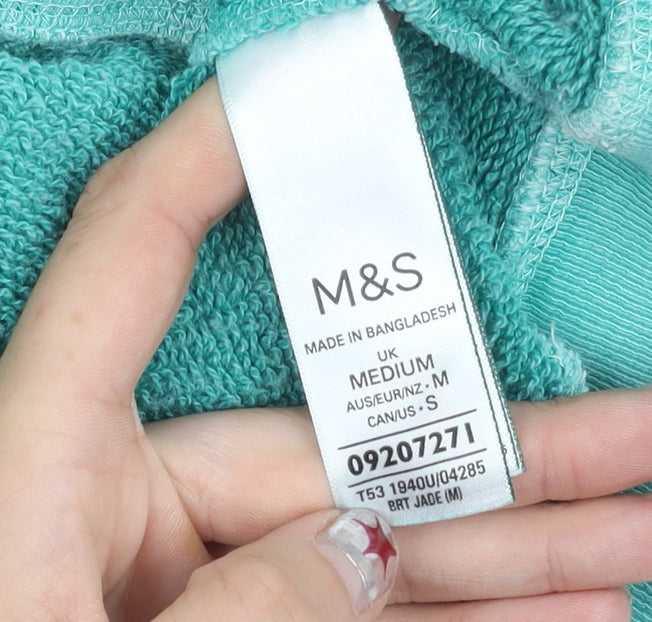 M&S
MADE IN BANGLADESH
UK
MEDIUM
AUS/EUR/NZ • M
CAN/US • S
09207271
T53 1940U/04285
BRT JADE (M)